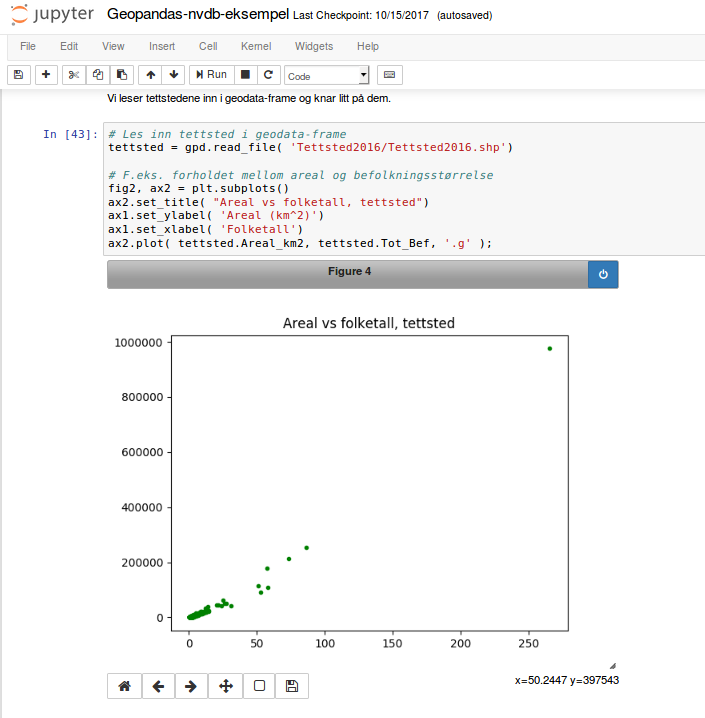 jupyter Geopandas-nvdb-eksempel Last Checkpoint: 10/15/2017 (autosaved)
File Edit View Insert Cell Kernel Widgets Help
Run Code
Vi leser tettstedene inn i geodata-frame og knar litt på dem.
In [43]: # Les inn tettsted i geodata-frame
tettsted = gpd.read_file( 'Tettsted2016/Tettsted2016.shp')
# F.eks. forholdet mellom areal og befolkningsstørrelse
fig2, ax2 = plt.subplots()
ax2.set_title( "Areal vs folketall, tettsted")
ax1.set_ylabel( 'Areal (km^2)')
ax1.set_xlabel( 'Folketall')
ax2.plot( tettsted.Areal_km2, tettsted.Tot_Bef, '.g' );
Figure 4
Areal vs folketall, tettsted
1000000
800000
600000
400000
200000
0
0 50 100 150 200 250
x=50.2447 y=397543